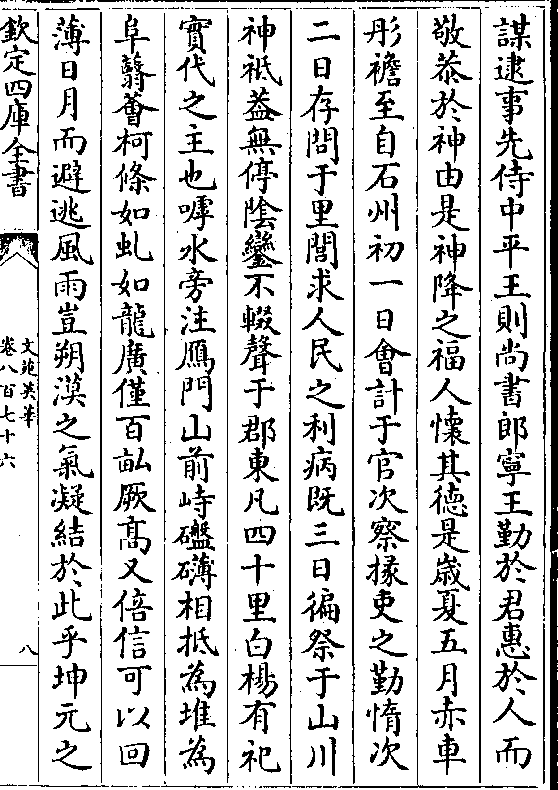 謀逮事先侍中平王則尚書郎寧王勤於君惠於人而
敬恭於神由是神降之福人懷其德是歳夏五月赤車
彤襜至自石州初一日會計于官次察掾吏之勤惰次
二日存問于里閭求人民之利病既三日徧祭于山川
神祇葢無停陰鑾不輟聲于郡東凡四十里白楊有祀
實代之主也嘑水旁注鴈門山前峙礚礴相抵為堆為
阜翳薈柯條如虬如龍廣僅百畆厥髙又倍信可以回
薄日月而避逃風雨豈朔漠之氣凝結於此乎坤元之
欽定四庫全書
文苑英華
卷八百七十六
八